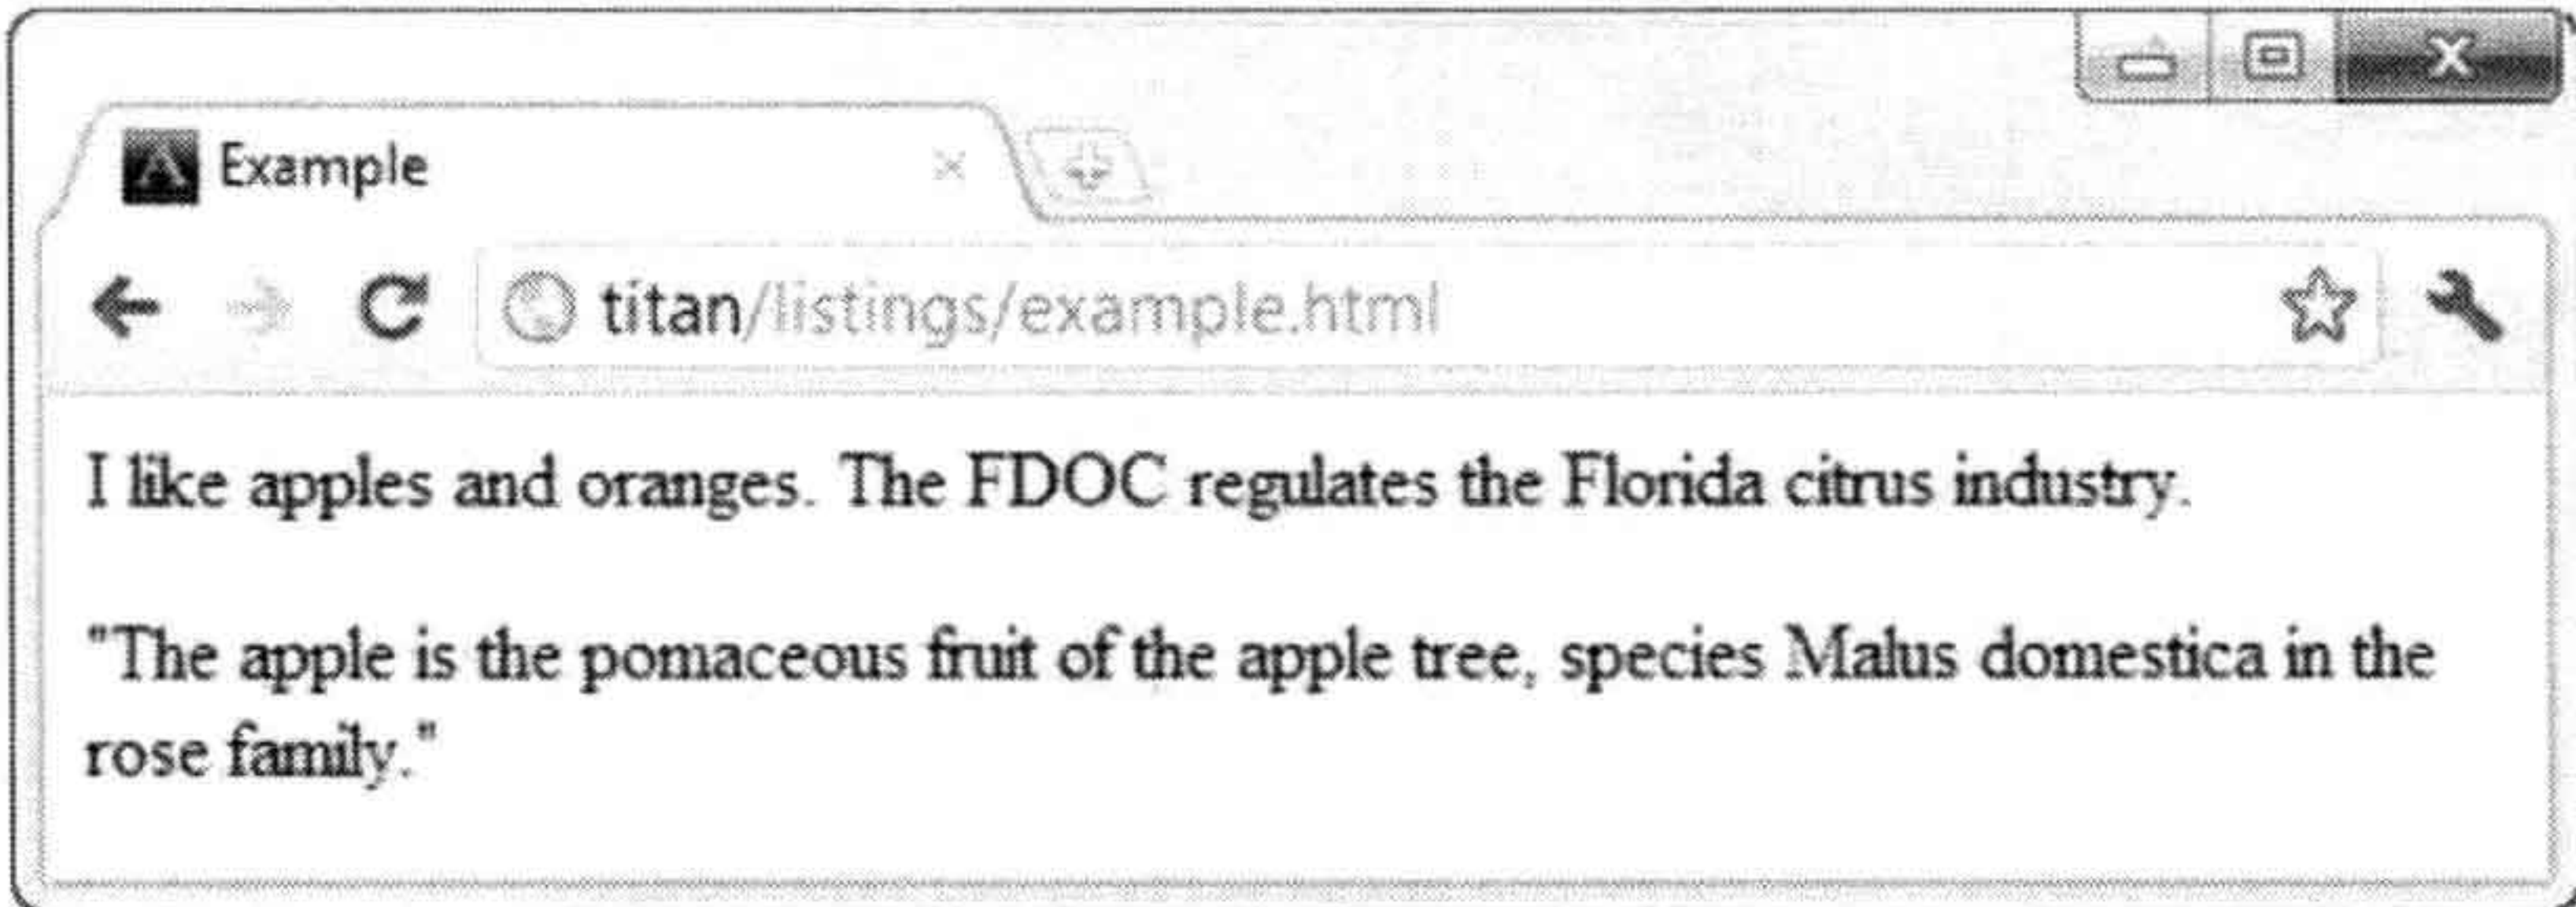 Example
titan/listings/example.html
I like apples and oranges. The FDOC regulates the Florida citrus industry.
"The apple is the pomaceous fruit of the apple tree, species Malus domestica in the
rose family."